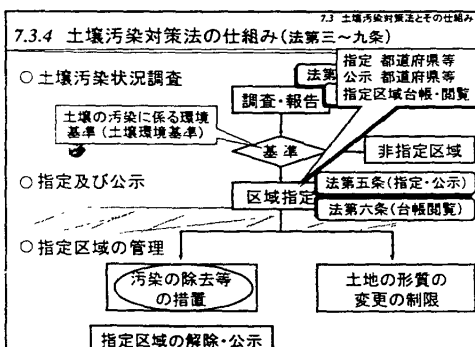 7.3 土壌汚染対策法とその仕組み
7.3.4 土壌汚染対策法の仕組み(法第三~九条)
○土壌汚染状況調査
法第
指定 都道府県等
公示 都道府県等
指定区域台帳・閲覧
調査・報告
土壌の汚染に係る環境
基準(土壌環境基準)
基準
非指定区域
○指定及び公示
区域指定
法第五条(指定・公示)
法第六条(台帳閲覧)
○指定区域の管理
汚染の除去等
の措置
土地の形質の
変更の制限
指定区域の解除・公示